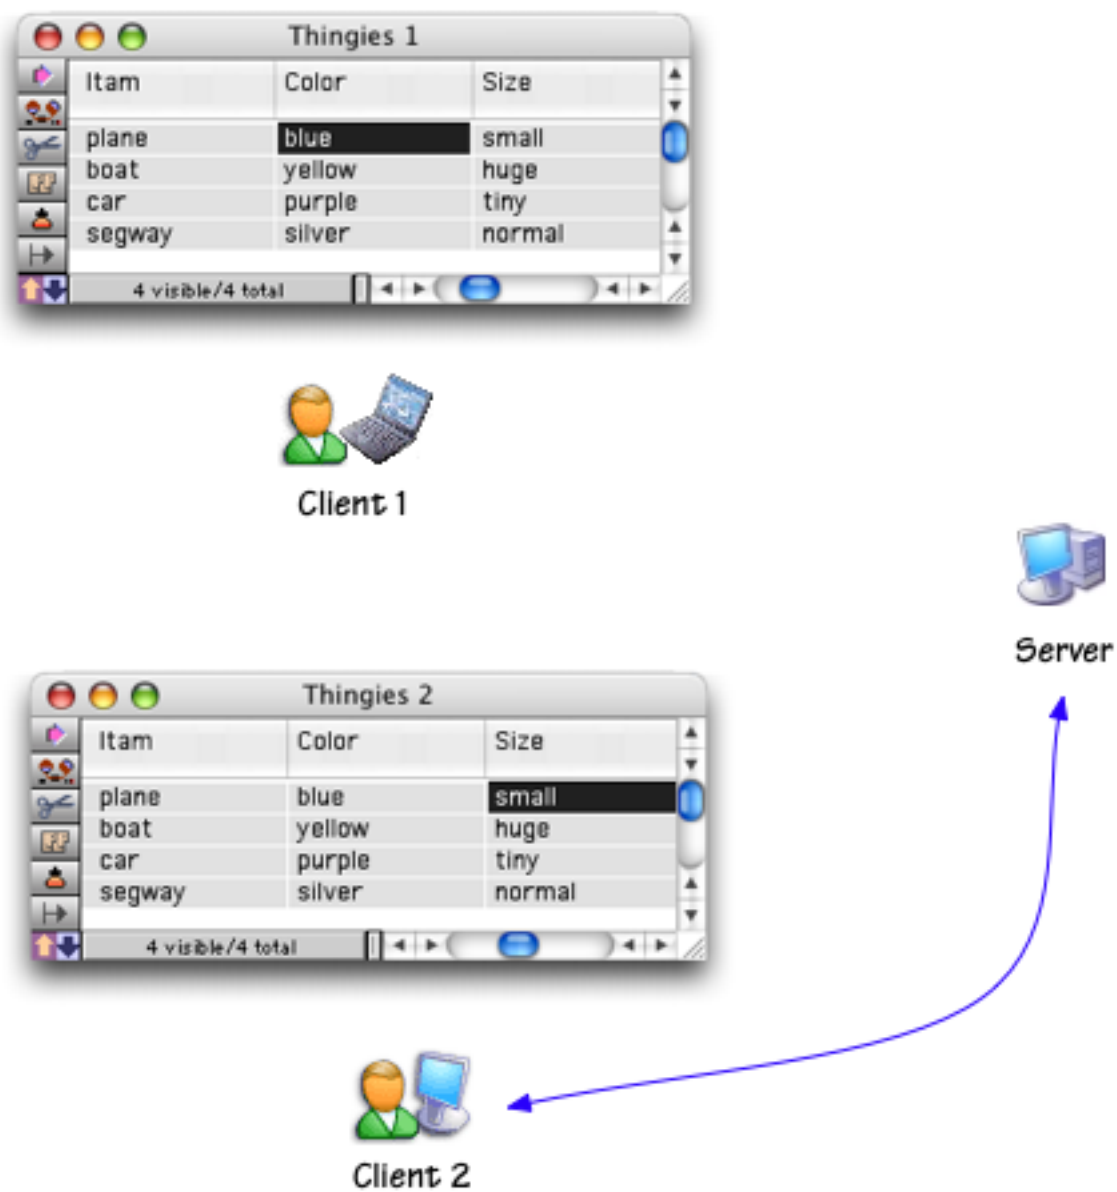 Thingies 1
Itam Color Size
plane blue small
boat yellow huge
car purple tiny
segway silver normal
4 visible/4 total
Client 1
Server
Thingies 2
Itam Color Size
plane blue small
boat yellow huge
car purple tiny
segway silver normal
4 visible/4 total
Client 2